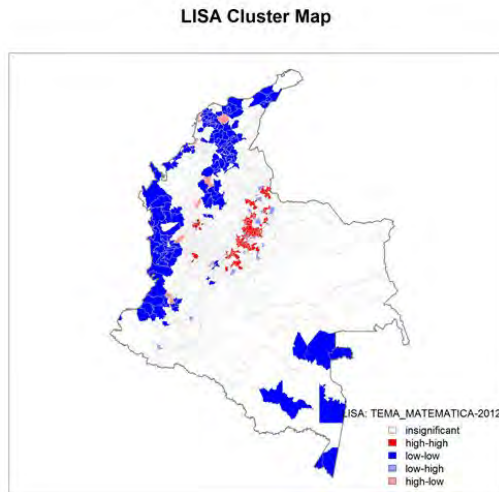 LISA Cluster Map
LISA: TEMA_MATEMATICA-2012
insignificant
high-high
low-low
low-high
high-low